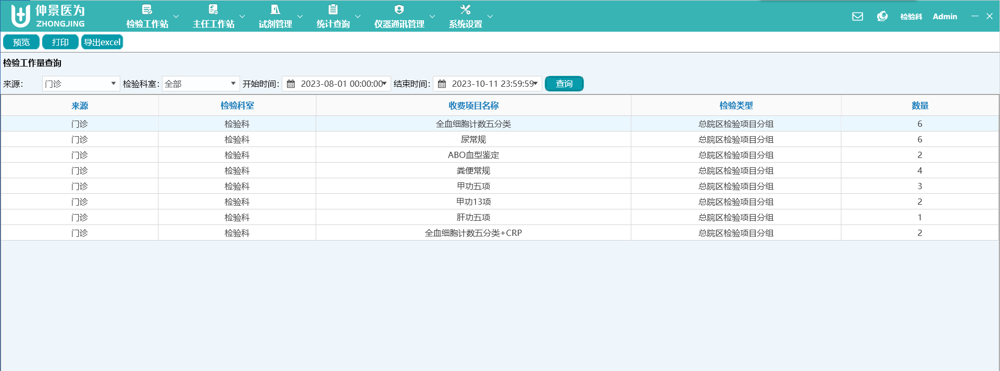 仲景医为
ZHONGJING
检验工作站 主任工作站 试剂管理 统计查询 仪器通讯管理 系统设置 检验科 Admin
预览 打印 导出excel
检验工作量查询
来源： 门诊 检验科室： 全部 开始时间： 2023-08-01 00:00:00 结束时间： 2023-10-11 23:59:59 查询
来源 检验科室 收费项目名称 检验类型 数量
门诊 检验科 全血细胞计数五分类 总院区检验项目分组 6
门诊 检验科 尿常规 总院区检验项目分组 6
门诊 检验科 ABO血型鉴定 总院区检验项目分组 2
门诊 检验科 粪便常规 总院区检验项目分组 4
门诊 检验科 甲功五项 总院区检验项目分组 3
门诊 检验科 甲功13项 总院区检验项目分组 2
门诊 检验科 肝功五项 总院区检验项目分组 1
门诊 检验科 全血细胞计数五分类+CRP 总院区检验项目分组 2